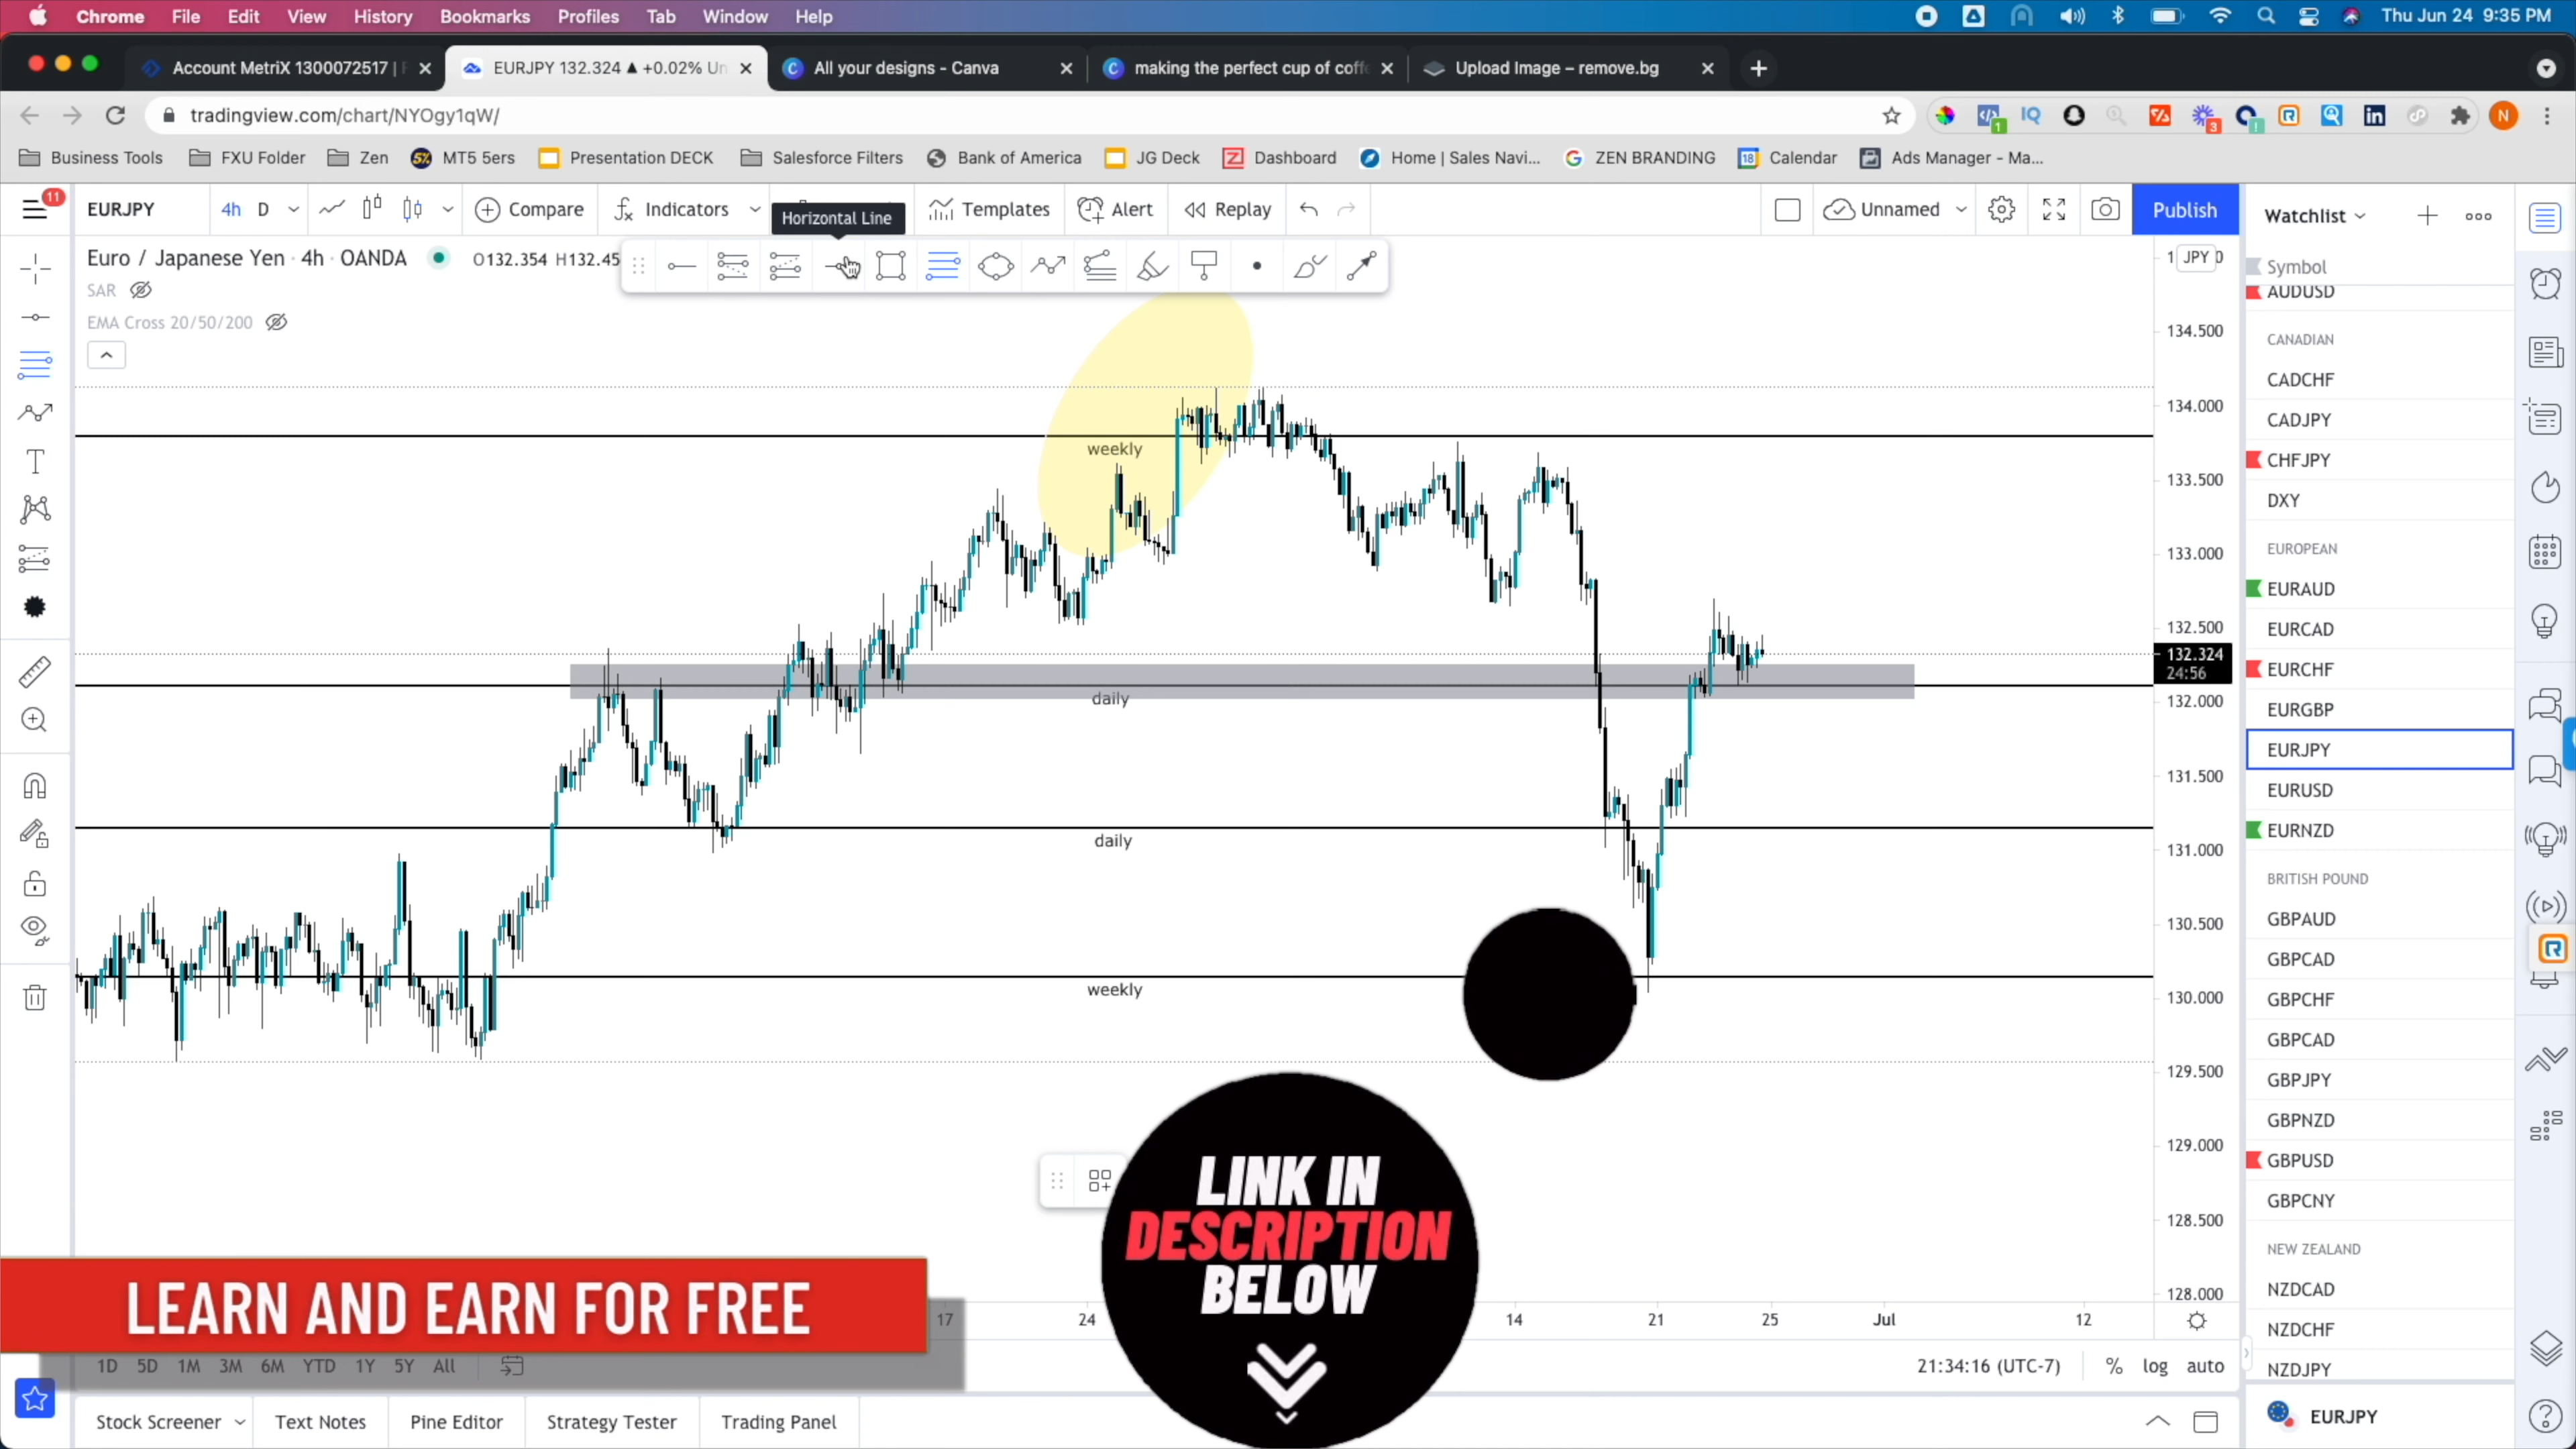 Chrome File Edit View History Bookmarks Profiles Tab Window Help Thu Jun 24 9:35 PM
Account MetriX 1300072517 | EURJPY 132.324 ▲ +0.02% Un All your designs - Canva making the perfect cup of coff Upload Image – remove.bg
tradingview.com/chart/NYOgy1qW/
Business Tools FXU Folder Zen MT5 5ers Presentation DECK Salesforce Filters Bank of America JG Deck Dashboard Home | Sales Navi... ZEN BRANDING Calendar Ads Manager - Ma...
11
EURJPY 4h D Compare Indicators Templates Alert Replay Unnamed Publish
Horizontal Line
Euro / Japanese Yen · 4h · OANDA O132.354 H132.45
SAR
EMA Cross 20/50/200
JPY
134.500
134.000
133.500
133.000
132.500
132.324
24:56
132.000
131.500
131.000
130.500
130.000
129.500
129.000
128.500
128.000
weekly
daily
daily
weekly
17 24 14 21 25 Jul 12
LINK IN
DESCRIPTION
BELOW
LEARN AND EARN FOR FREE
1D 5D 1M 3M 6M YTD 1Y 5Y All
21:34:16 (UTC-7) % log auto
Stock Screener Text Notes Pine Editor Strategy Tester Trading Panel
Watchlist
Symbol
AUDUSD
CANADIAN
CADCHF
CADJPY
CHFJPY
DXY
EUROPEAN
EURAUD
EURCAD
EURCHF
EURGBP
EURJPY
EURUSD
EURNZD
BRITISH POUND
GBPAUD
GBPCAD
GBPCHF
GBPCAD
GBPJPY
GBPNZD
GBPUSD
GBPCNY
NEW ZEALAND
NZDCAD
NZDCHF
NZDJPY
EURJPY